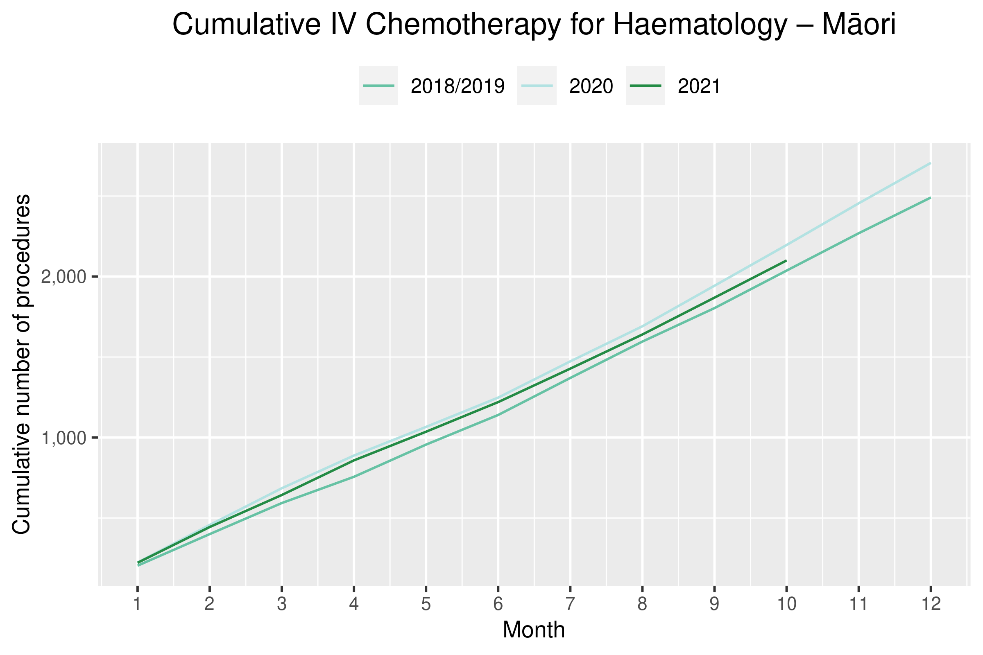 Cumulative IV Chemotherapy for Haematology – Māori
2018/2019 2020 2021
Cumulative number of procedures
2,000
1,000
1 2 3 4 5 6 7 8 9 10 11 12
Month